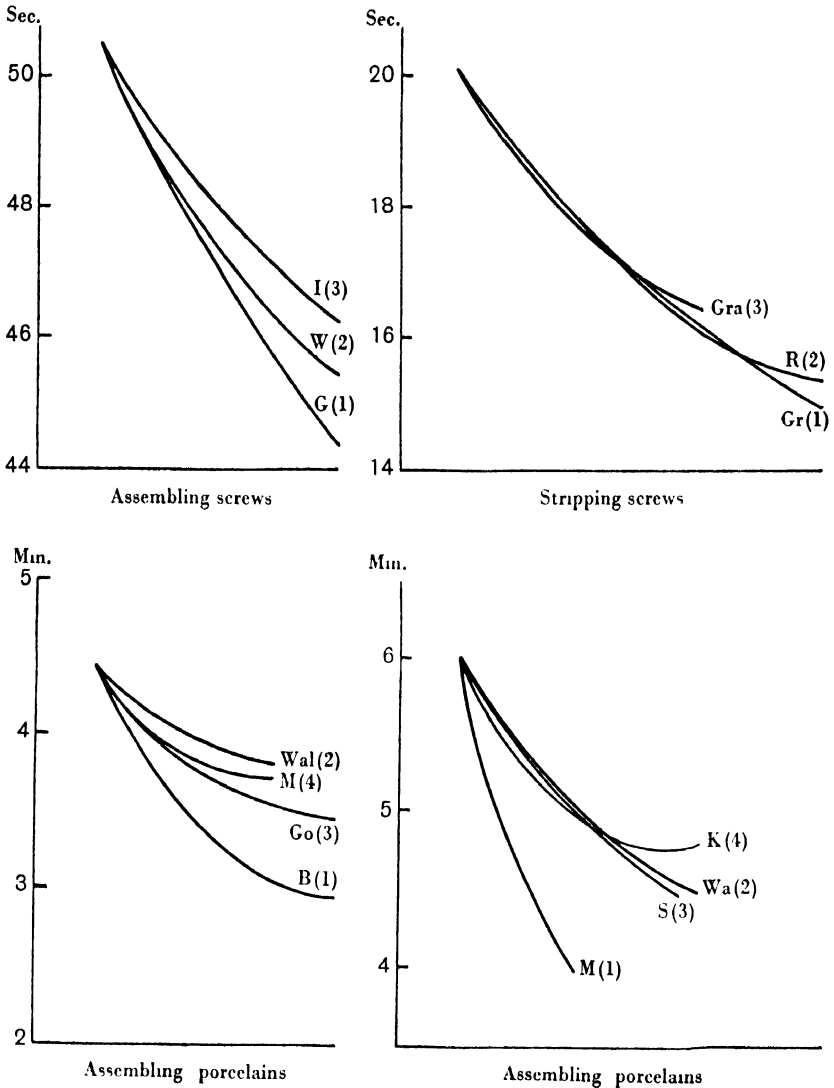 Sec.
50
48
46
44
I(3)
W(2)
G(1)
Assembling screws
Sec.
20
18
16
14
Gra(3)
R(2)
Gr(1)
Stripping screws
Min.
5
4
3
2
Wal(2)
M(4)
Go(3)
B(1)
Assembling porcelains
Min.
6
5
4
K(4)
Wa(2)
S(3)
M(1)
Assembling porcelains